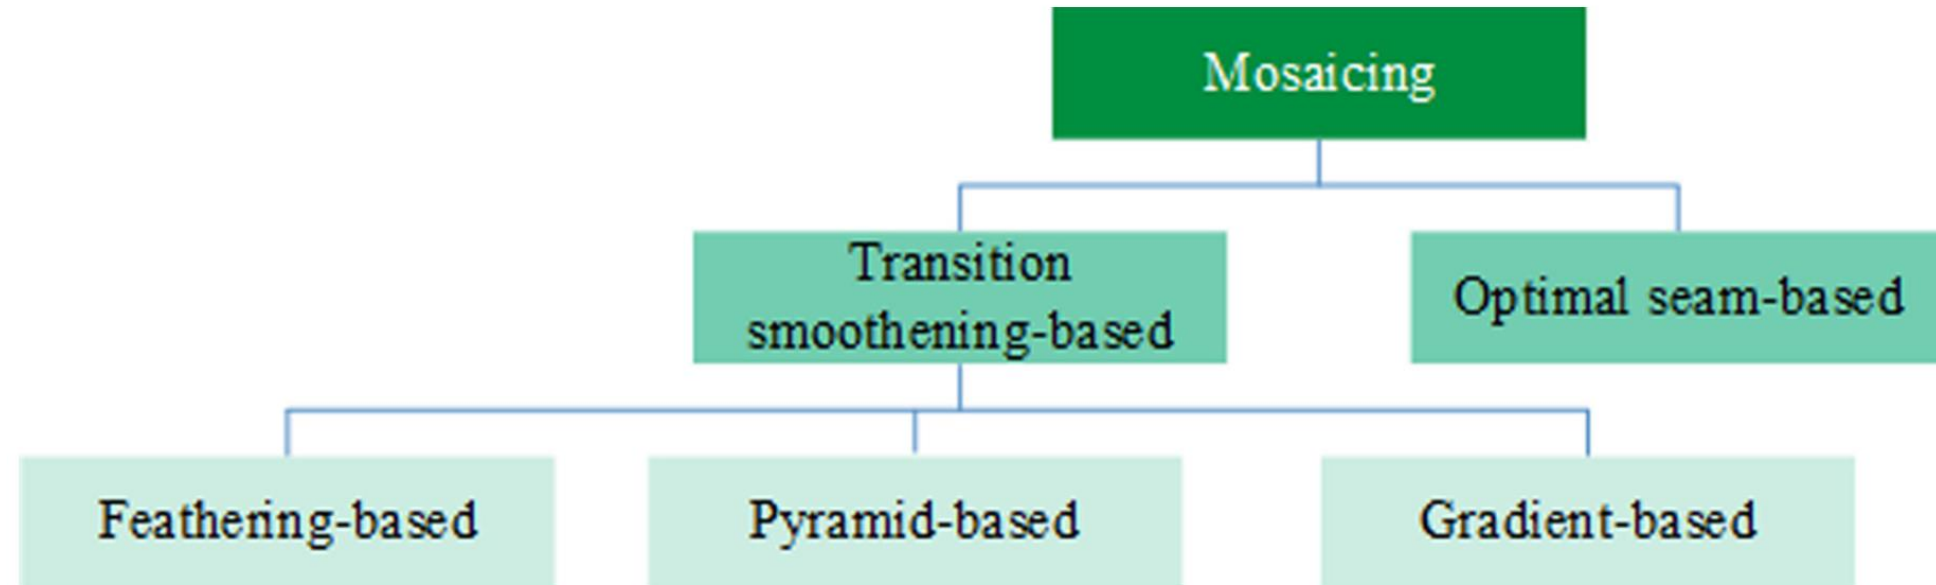 Mosaicing
Transition
smoothening-based
Optimal seam-based
Feathering-based
Pyramid-based
Gradient-based